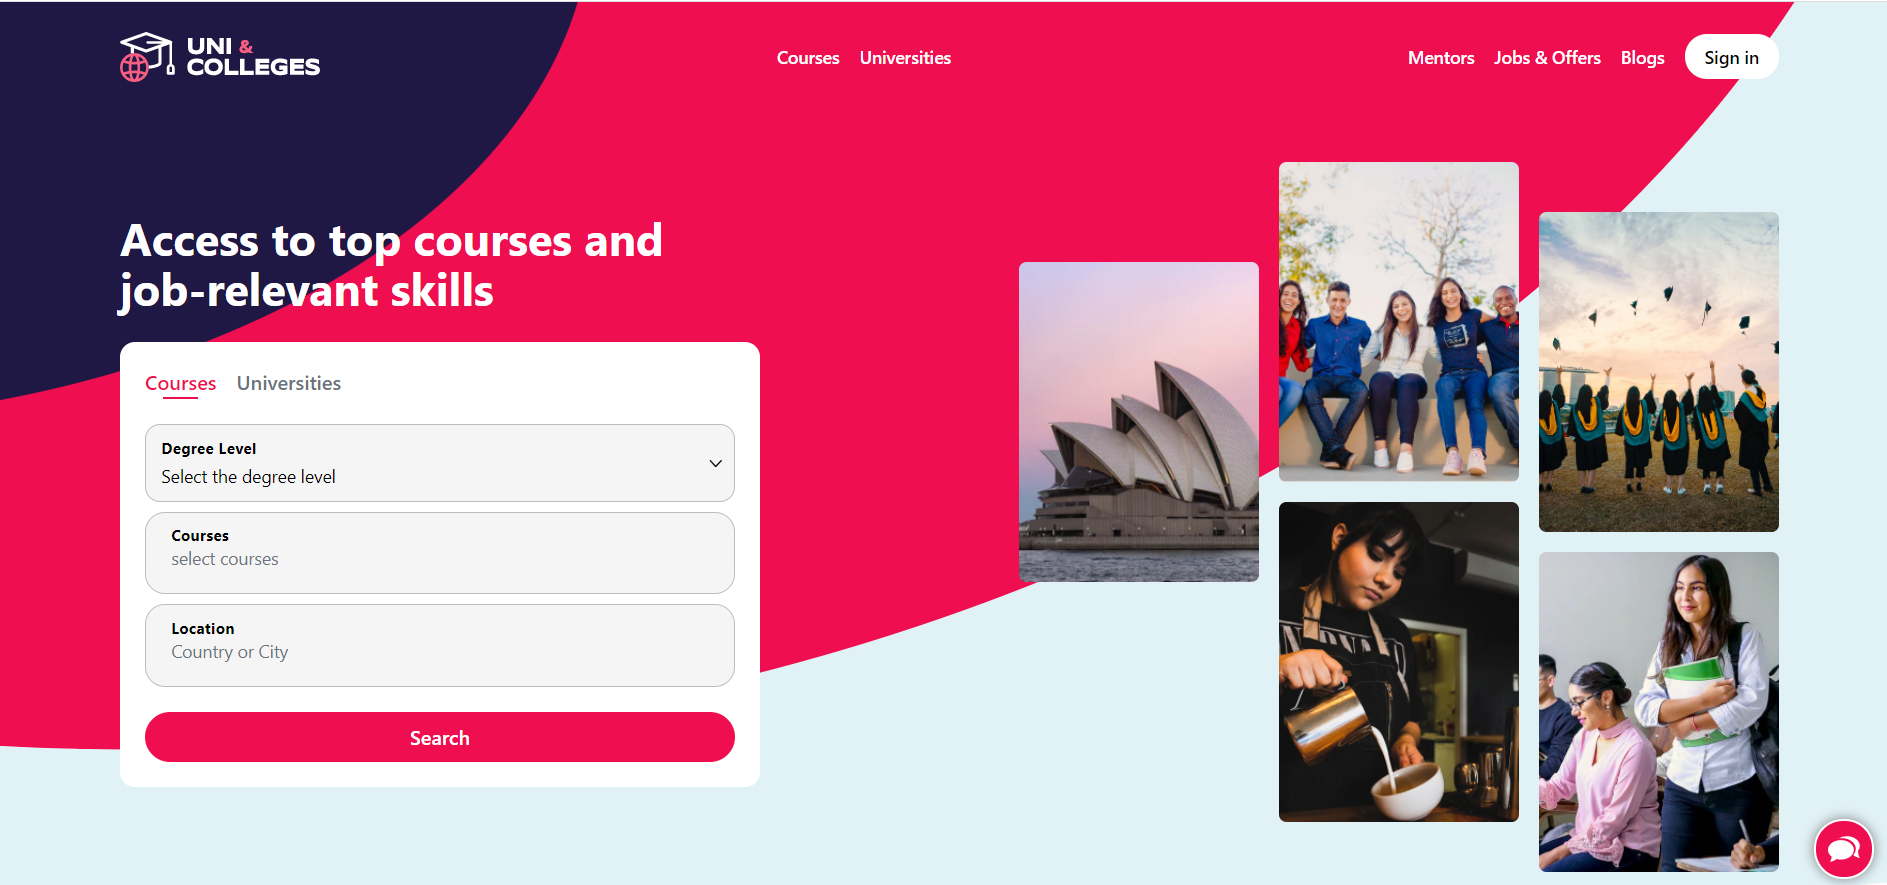 UNI &
COLLEGES
Courses
Universities
Mentors
Jobs & Offers
Blogs
Sign in
Access to top courses and
job-relevant skills
Courses
Universities
Degree Level
Select the degree level
Courses
select courses
Location
Country or City
Search